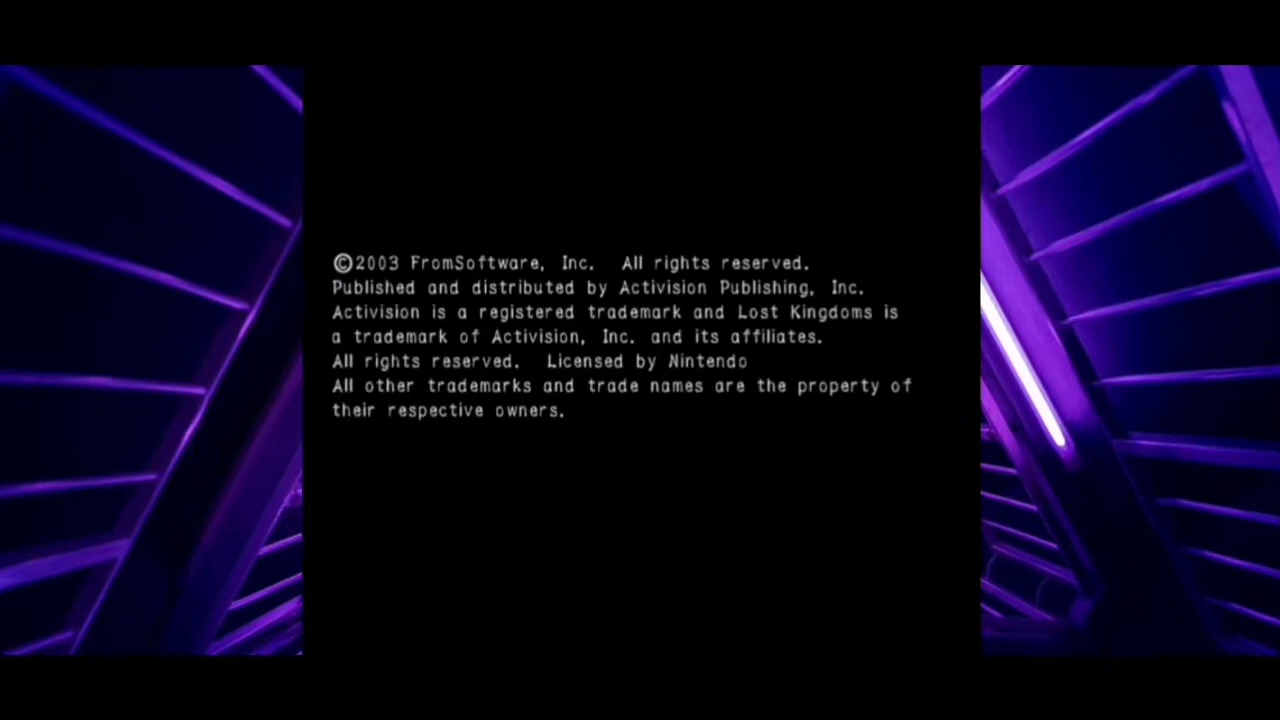 ©2003 FromSoftware, Inc. All rights reserved.
Published and distributed by Activision Publishing, Inc.
Activision is a registered trademark and Lost Kingdoms is
a trademark of Activision, Inc. and its affiliates.
All rights reserved. Licensed by Nintendo
All other trademarks and trade names are the property of
their respective owners.